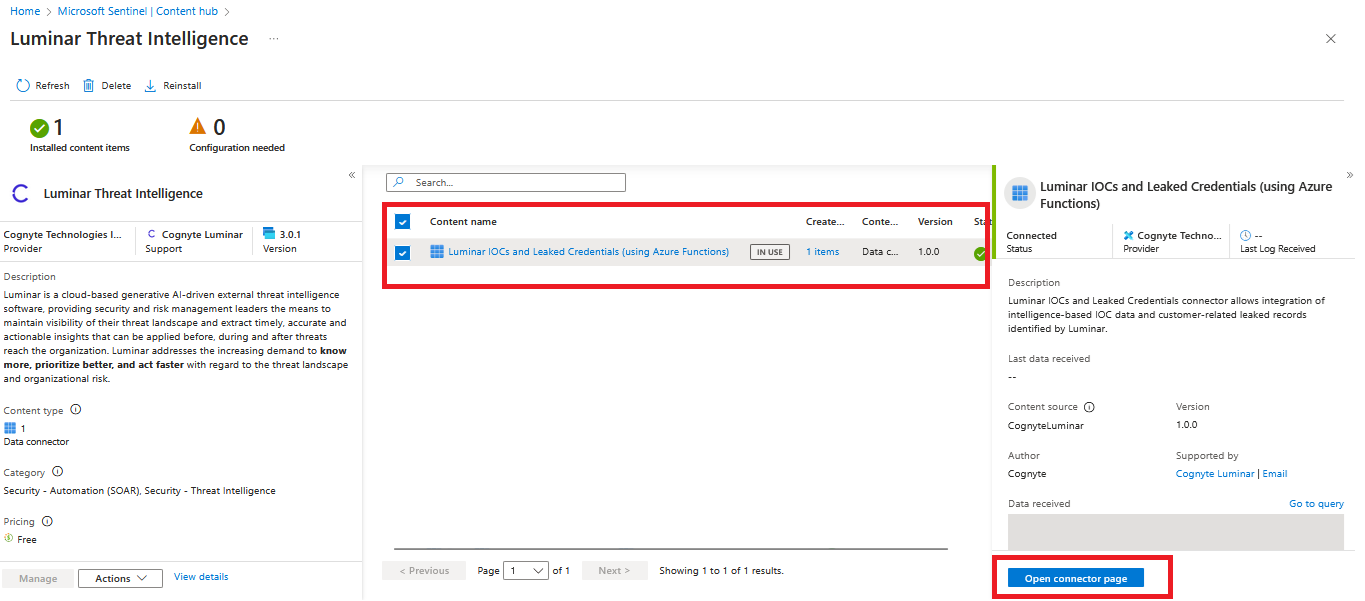 Home > Microsoft Sentinel | Content hub >
Luminar Threat Intelligence ...
Refresh Delete Reinstall
1
Installed content items
0
Configuration needed
«
Luminar Threat Intelligence
Cognyte Technologies I...
Provider
Cognyte Luminar
Support
3.0.1
Version
Description
Luminar is a cloud-based generative AI-driven external threat intelligence
software, providing security and risk management leaders the means to
maintain visibility of their threat landscape and extract timely, accurate and
actionable insights that can be applied before, during and after threats
reach the organization. Luminar addresses the increasing demand to know
more, prioritize better, and act faster with regard to the threat landscape
and organizational risk.
Content type
1
Data connector
Category
Security - Automation (SOAR), Security - Threat Intelligence
Pricing
Free
Manage Actions View details
Search...
Content name Create... Conte... Version Stat
Luminar IOCs and Leaked Credentials (using Azure Functions) IN USE 1 items Data c... 1.0.0
< Previous Page 1 of 1 Next > Showing 1 to 1 of 1 results.
»
Luminar IOCs and Leaked Credentials (using Azure
Functions)
Connected
Status
Cognyte Techno...
Provider
--
Last Log Received
Description
Luminar IOCs and Leaked Credentials connector allows integration of
intelligence-based IOC data and customer-related leaked records
identified by Luminar.
Last data received
--
Content source Version
CognyteLuminar 1.0.0
Author Supported by
Cognyte Cognyte Luminar | Email
Data received Go to query
Open connector page